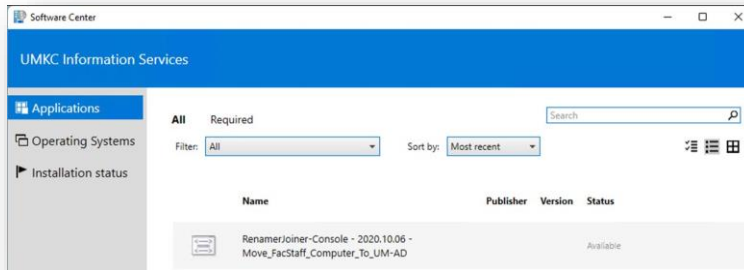 Software Center
UMKC Information Services
Applications
Operating Systems
Installation status
All Required
Search
Filter: All Sort by: Most recent
Name Publisher Version Status
RenamerJoiner-Console - 2020.10.06 -
Move_FacStaff_Computer_To_UM-AD
Available